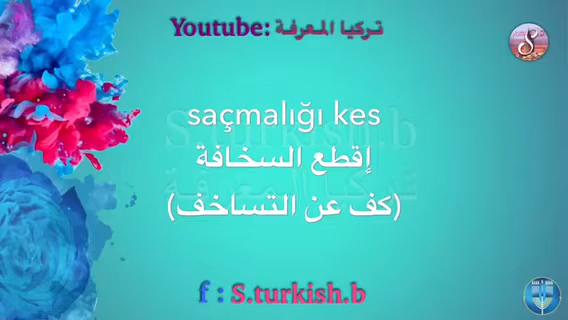 Youtube: تركيا المعرفة
saçmalığı kes
إقطع السخافة
(كف عن التساخف)
f : S.turkish.b